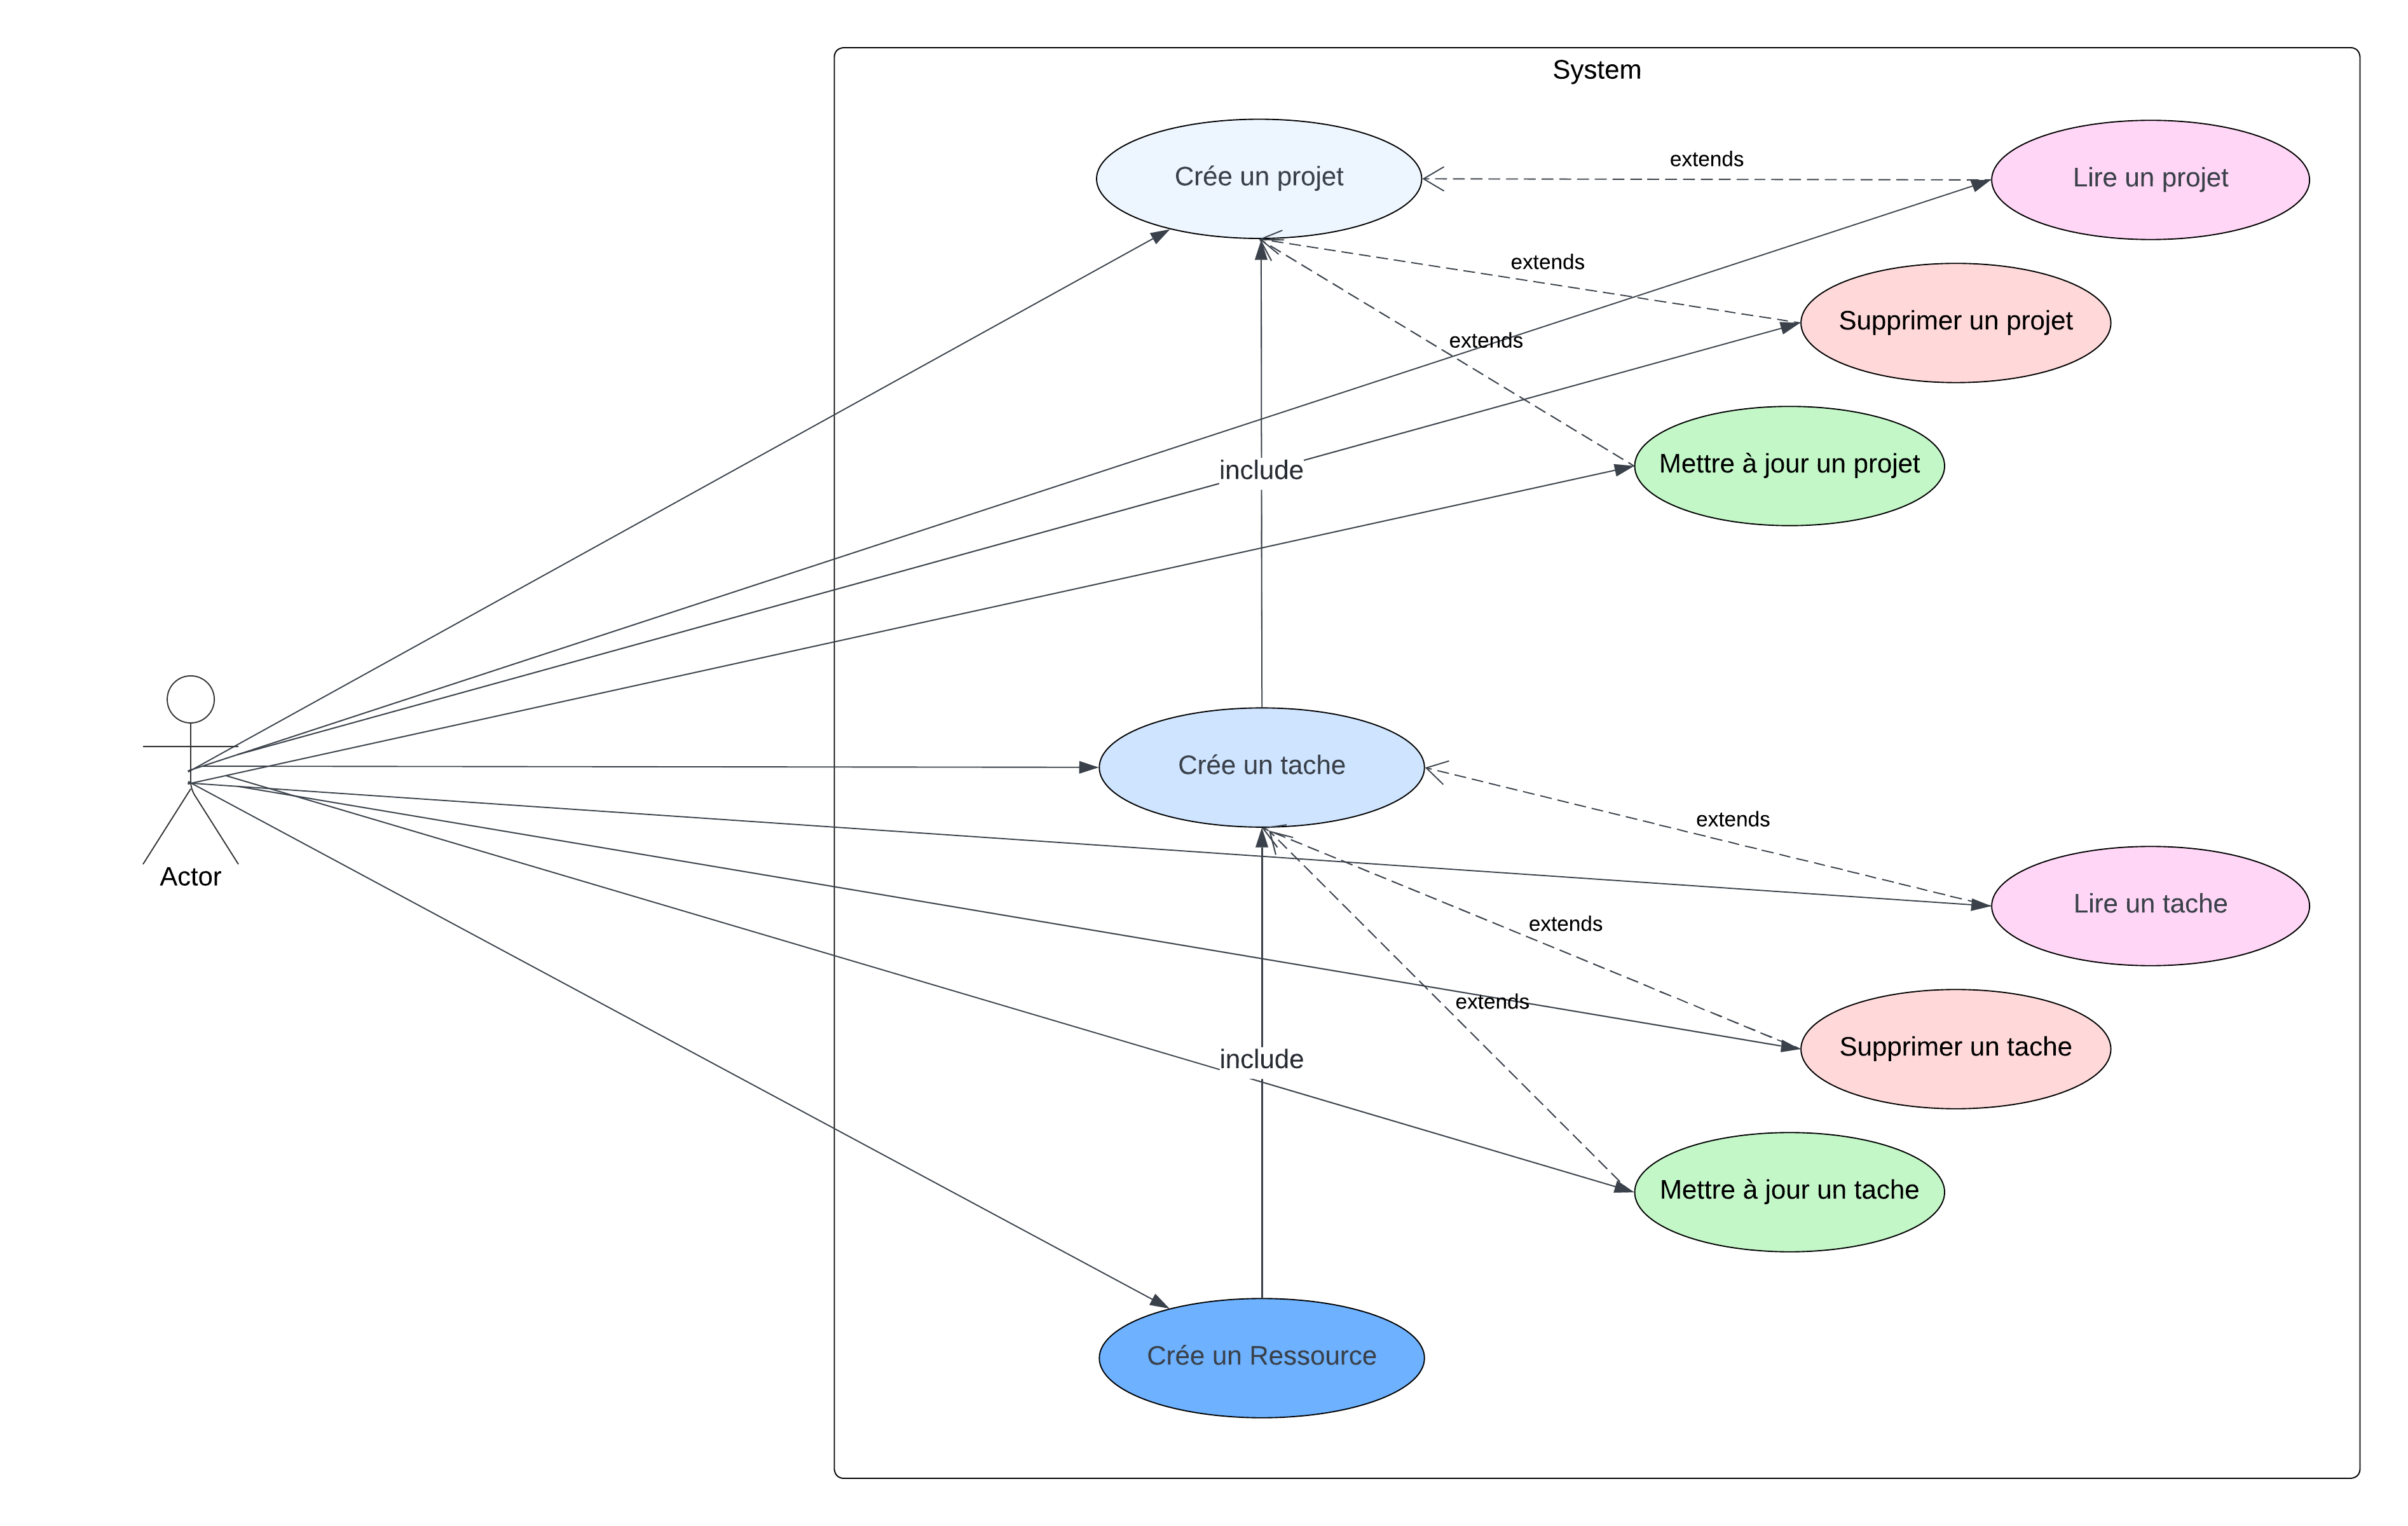 System
Crée un projet
extends
Lire un projet
extends
Supprimer un projet
extends
Mettre à jour un projet
include
Crée un tache
extends
Actor
Lire un tache
extends
extends
Supprimer un tache
include
Mettre à jour un tache
Crée un Ressource